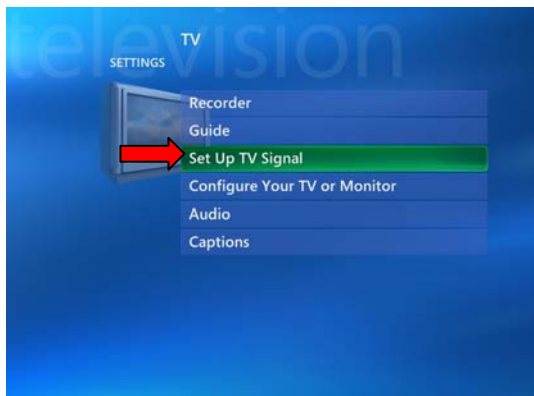 television
TV
SETTINGS
Recorder
Guide
Set Up TV Signal
Configure Your TV or Monitor
Audio
Captions